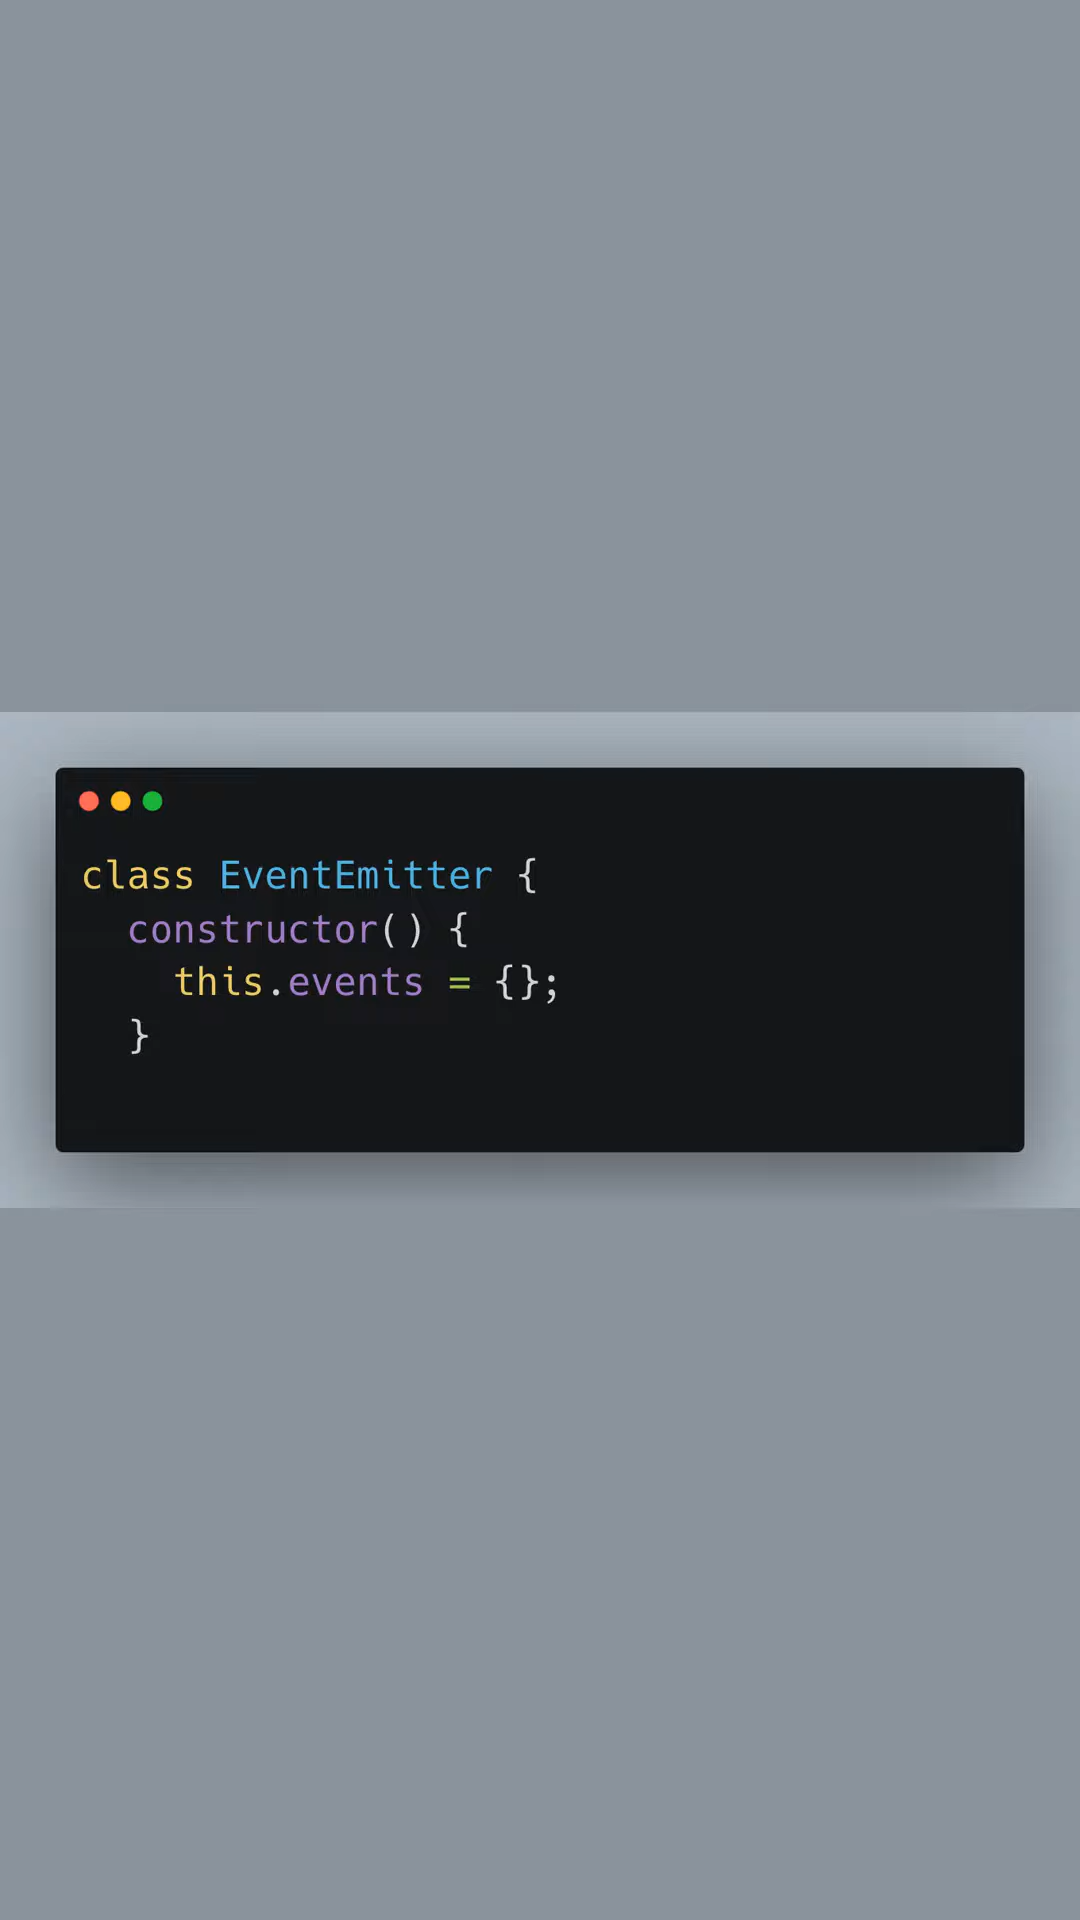 class EventEmitter {
  constructor() {
    this.events = {};
  }